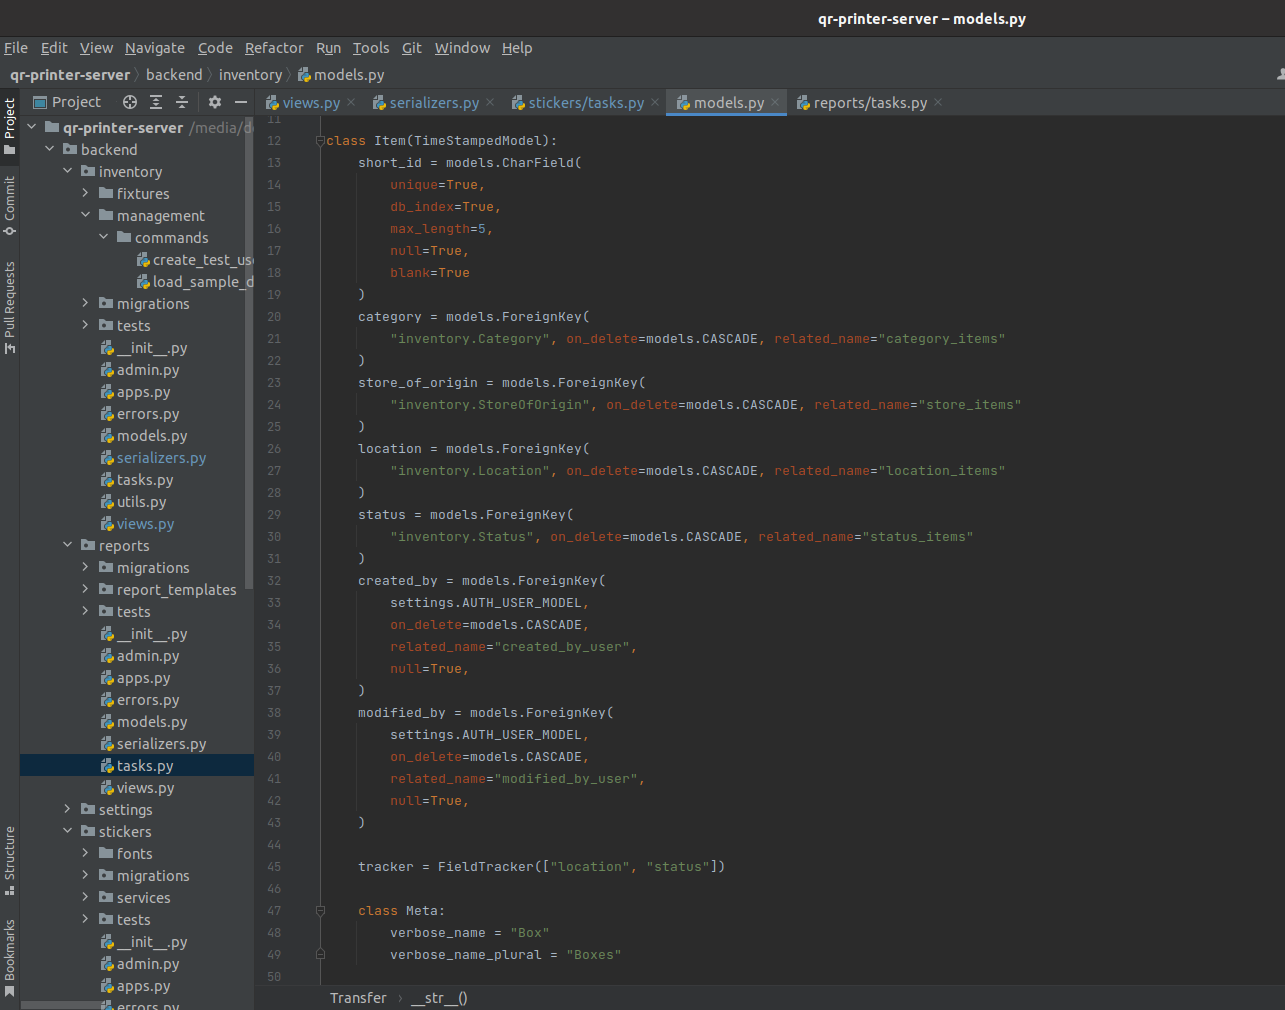 qr-printer-server – models.py
File Edit View Navigate Code Refactor Run Tools Git Window Help
qr-printer-server backend inventory models.py
Project
views.py serializers.py stickers/tasks.py models.py reports/tasks.py
Project
Commit
Pull Requests
Structure
Bookmarks
qr-printer-server /media/d
backend
inventory
fixtures
management
commands
create_test_us
load_sample_d
migrations
tests
__init__.py
admin.py
apps.py
errors.py
models.py
serializers.py
tasks.py
utils.py
views.py
reports
migrations
report_templates
tests
__init__.py
admin.py
apps.py
errors.py
models.py
serializers.py
tasks.py
views.py
settings
stickers
fonts
migrations
services
tests
__init__.py
admin.py
apps.py
errors.py
11
12 class Item(TimeStampedModel):
13 short_id = models.CharField(
14 unique=True,
15 db_index=True,
16 max_length=5,
17 null=True,
18 blank=True
19 )
20 category = models.ForeignKey(
21 "inventory.Category", on_delete=models.CASCADE, related_name="category_items"
22 )
23 store_of_origin = models.ForeignKey(
24 "inventory.StoreOfOrigin", on_delete=models.CASCADE, related_name="store_items"
25 )
26 location = models.ForeignKey(
27 "inventory.Location", on_delete=models.CASCADE, related_name="location_items"
28 )
29 status = models.ForeignKey(
30 "inventory.Status", on_delete=models.CASCADE, related_name="status_items"
31 )
32 created_by = models.ForeignKey(
33 settings.AUTH_USER_MODEL,
34 on_delete=models.CASCADE,
35 related_name="created_by_user",
36 null=True,
37 )
38 modified_by = models.ForeignKey(
39 settings.AUTH_USER_MODEL,
40 on_delete=models.CASCADE,
41 related_name="modified_by_user",
42 null=True,
43 )
44
45 tracker = FieldTracker(["location", "status"])
46
47 class Meta:
48 verbose_name = "Box"
49 verbose_name_plural = "Boxes"
50
Transfer › __str__()